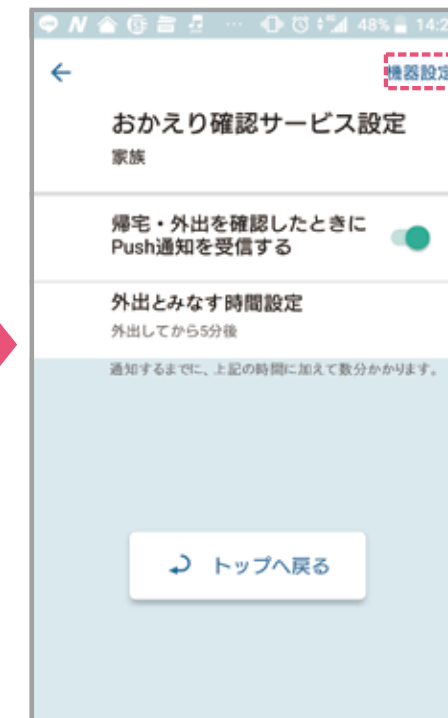 48% 14:2
機器設定
おかえり確認サービス設定
家族
帰宅・外出を確認したときに
Push通知を受信する
外出とみなす時間設定
外出してから5分後
通知するまでに、上記の時間に加えて数分かかります。
トップへ戻る